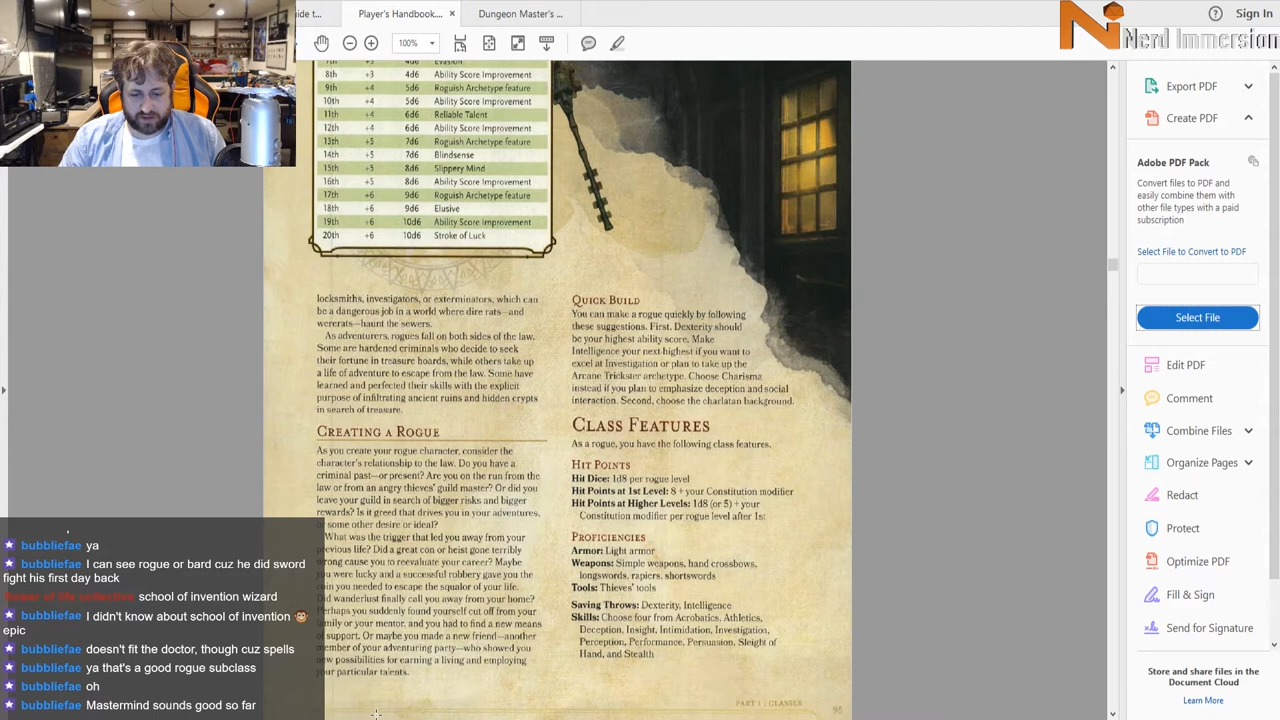 ide t...
Player's Handbook....
×
Dungeon Master's ...
Sign In
Nerd Immersion
100%
7th +3 4d6 Evasion
8th +3 4d6 Ability Score Improvement
9th +4 5d6 Roguish Archetype feature
10th +4 5d6 Ability Score Improvement
11th +4 6d6 Reliable Talent
12th +4 6d6 Ability Score Improvement
13th +5 7d6 Roguish Archetype feature
14th +5 7d6 Blindsense
15th +5 8d6 Slippery Mind
16th +5 8d6 Ability Score Improvement
17th +6 9d6 Roguish Archetype feature
18th +6 9d6 Elusive
19th +6 10d6 Ability Score Improvement
20th +6 10d6 Stroke of Luck
locksmiths, investigators, or exterminators, which can
be a dangerous job in a world where dire rats—and
wererats—haunt the sewers.
As adventurers, rogues fall on both sides of the law.
Some are hardened criminals who decide to seek
their fortune in treasure hoards, while others take up
a life of adventure to escape from the law. Some have
learned and perfected their skills with the explicit
purpose of infiltrating ancient ruins and hidden crypts
in search of treasure.
Creating a Rogue
As you create your rogue character, consider the
character's relationship to the law. Do you have a
criminal past—or present? Are you on the run from the
law or from an angry thieves' guild master? Or did you
leave your guild in search of bigger risks and bigger
rewards? Is it greed that drives you in your adventures,
or some other desire or ideal?
What was the trigger that led you away from your
previous life? Did a great con or heist gone terribly
wrong cause you to reevaluate your career? Maybe
you were lucky and a successful robbery gave you the
coin you needed to escape the squalor of your life.
Did wanderlust finally call you away from your home?
Perhaps you suddenly found yourself cut off from your
family or your mentor, and you had to find a new means
of support. Or maybe you made a new friend—another
member of your adventuring party—who showed you
new possibilities for earning a living and employing
your particular talents.
Quick Build
You can make a rogue quickly by following
these suggestions. First, Dexterity should
be your highest ability score. Make
Intelligence your next-highest if you want to
excel at Investigation or plan to take up the
Arcane Trickster archetype. Choose Charisma
instead if you plan to emphasize deception and social
interaction. Second, choose the charlatan background.
Class Features
As a rogue, you have the following class features.
Hit Points
Hit Dice: 1d8 per rogue level
Hit Points at 1st Level: 8 + your Constitution modifier
Hit Points at Higher Levels: 1d8 (or 5) + your
Constitution modifier per rogue level after 1st
Proficiencies
Armor: Light armor
Weapons: Simple weapons, hand crossbows,
longswords, rapiers, shortswords
Tools: Thieves' tools
Saving Throws: Dexterity, Intelligence
Skills: Choose four from Acrobatics, Athletics,
Deception, Insight, Intimidation, Investigation,
Perception, Performance, Persuasion, Sleight of
Hand, and Stealth
PART 1 | CLASSES
95
bubbliefae ya
bubbliefae I can see rogue or bard cuz he did sword
fight his first day back
flower of life collective school of invention wizard
bubbliefae I didn't know about school of invention
epic
bubbliefae doesn't fit the doctor, though cuz spells
bubbliefae ya that's a good rogue subclass
bubbliefae oh
bubbliefae Mastermind sounds good so far
Export PDF
Create PDF
Adobe PDF Pack
Convert files to PDF and
easily combine them with
other file types with a paid
subscription
Select File to Convert to PDF
Select File
Edit PDF
Comment
Combine Files
Organize Pages
Redact
Protect
Optimize PDF
Fill & Sign
Send for Signature
Store and share files in the
Document Cloud
Learn More